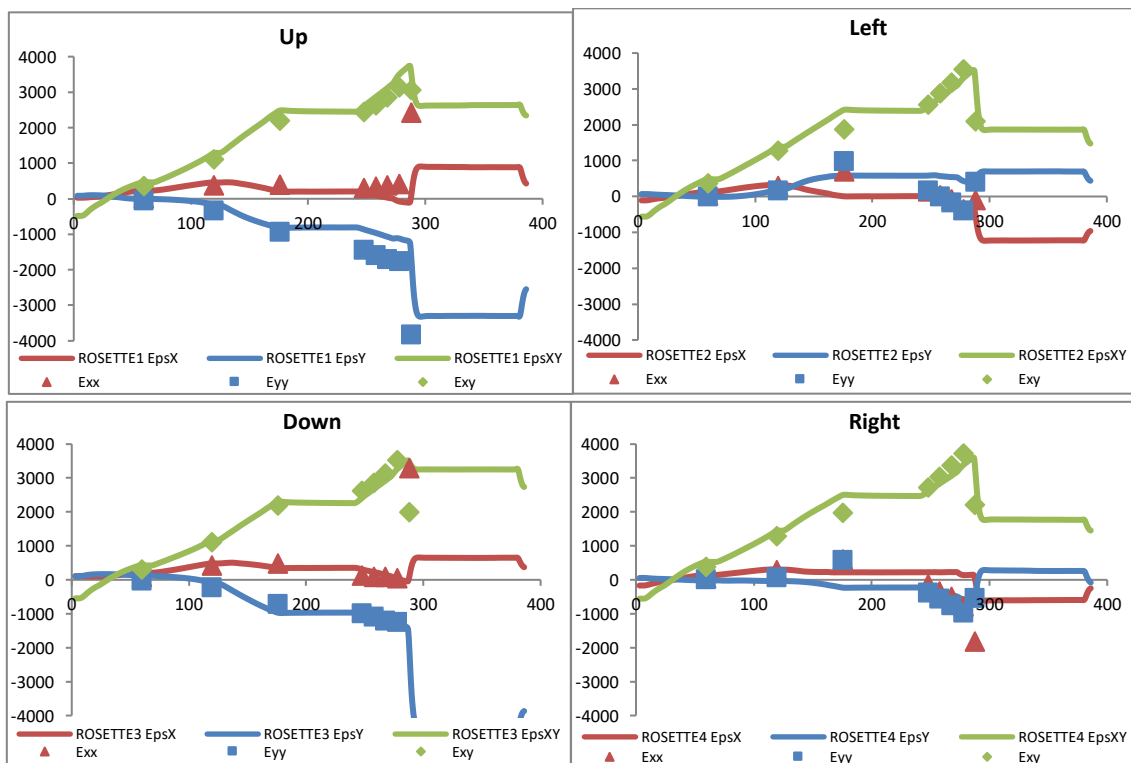 Up
4000
3000
2000
1000
0
-1000
-2000
-3000
-4000
0 100 200 300 400
ROSETTE1 EpsX ROSETTE1 EpsY ROSETTE1 EpsXY
Exx Eyy Exy
Left
4000
3000
2000
1000
0
-1000
-2000
-3000
-4000
0 100 200 300 400
ROSETTE2 EpsX ROSETTE2 EpsY ROSETTE2 EpsXY
Exx Eyy Exy
Down
4000
3000
2000
1000
0
-1000
-2000
-3000
-4000
0 100 200 300 400
ROSETTE3 EpsX ROSETTE3 EpsY ROSETTE3 EpsXY
Exx Eyy Exy
Right
4000
3000
2000
1000
0
-1000
-2000
-3000
-4000
0 100 200 300 400
ROSETTE4 EpsX ROSETTE4 EpsY ROSETTE4 EpsXY
Exx Eyy Exy